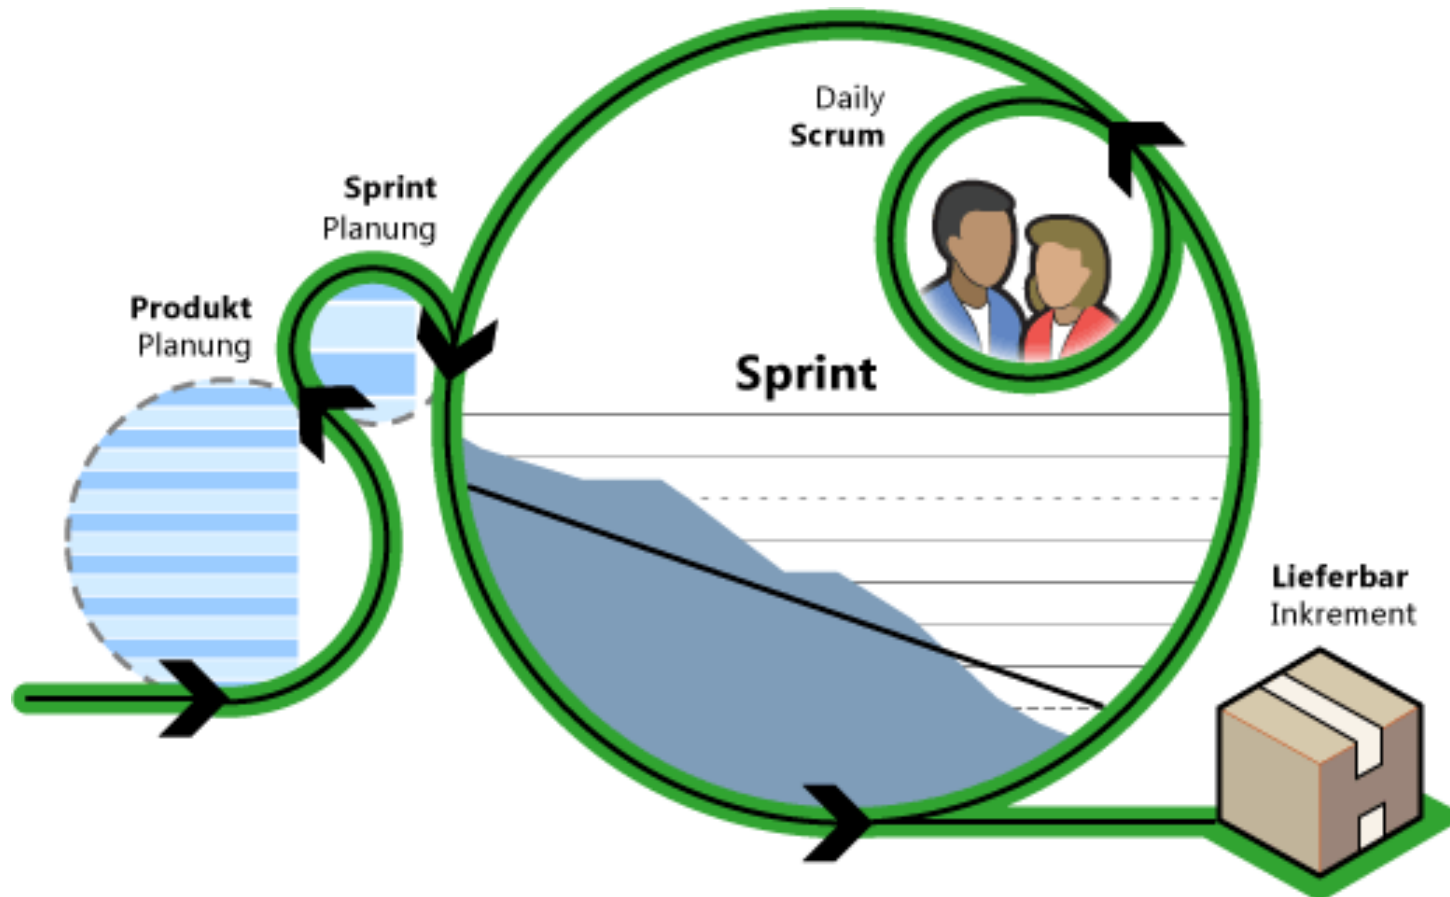 Daily
Scrum
Sprint
Planung
Produkt
Planung
Sprint
Lieferbar
Inkrement